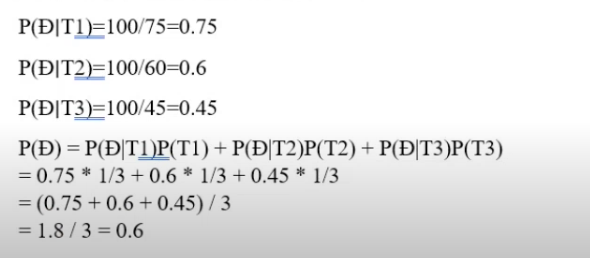 P(Đ|T1)=100/75=0.75
P(Đ|T2)=100/60=0.6
P(Đ|T3)=100/45=0.45
P(Đ) = P(Đ|T1)P(T1) + P(Đ|T2)P(T2) + P(Đ|T3)P(T3)
= 0.75 * 1/3 + 0.6 * 1/3 + 0.45 * 1/3
= (0.75 + 0.6 + 0.45) / 3
= 1.8 / 3 = 0.6